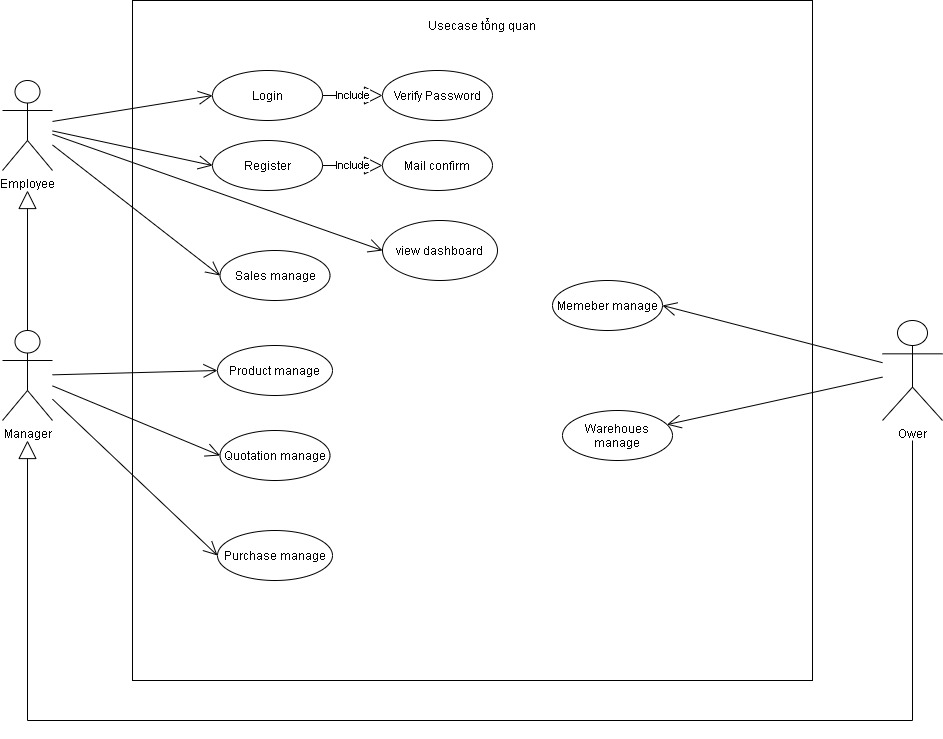 Usecase tổng quan
Login
Include
Verify Password
Register
Include
Mail confirm
Employee
view dashboard
Sales manage
Memeber manage
Product manage
Manager
Warehoues
manage
Ower
Quotation manage
Purchase manage